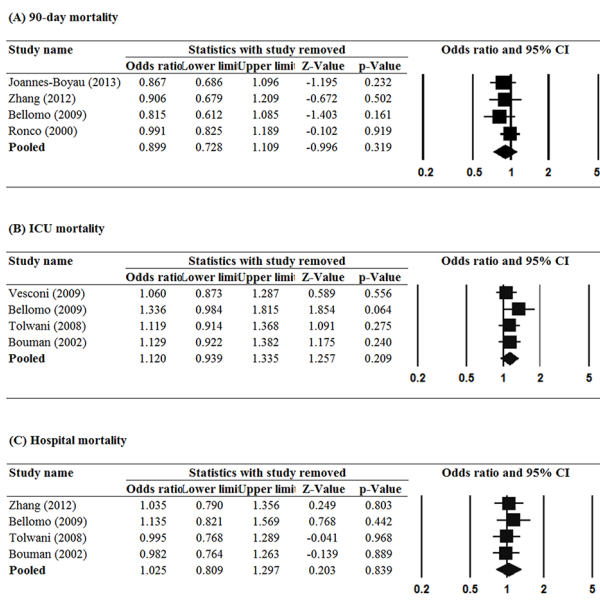 (A) 90-day mortality
Study name Statistics with study removed Odds ratio and 95% CI
Odds ratio Lower limit Upper limit Z-Value p-Value
Joannes-Boyau (2013) 0.867 0.686 1.096 -1.195 0.232
Zhang (2012) 0.906 0.679 1.209 -0.672 0.502
Bellomo (2009) 0.815 0.612 1.085 -1.403 0.161
Ronco (2000) 0.991 0.825 1.189 -0.102 0.919
Pooled 0.899 0.728 1.109 -0.996 0.319
0.2 0.5 1 2 5
(B) ICU mortality
Study name Statistics with study removed Odds ratio and 95% CI
Odds ratio Lower limit Upper limit Z-Value p-Value
Vesconi (2009) 1.060 0.873 1.287 0.589 0.556
Bellomo (2009) 1.336 0.984 1.815 1.854 0.064
Tolwani (2008) 1.119 0.914 1.368 1.091 0.275
Bouman (2002) 1.129 0.922 1.382 1.175 0.240
Pooled 1.120 0.939 1.335 1.257 0.209
0.2 0.5 1 2 5
(C) Hospital mortality
Study name Statistics with study removed Odds ratio and 95% CI
Odds ratio Lower limit Upper limit Z-Value p-Value
Zhang (2012) 1.035 0.790 1.356 0.249 0.803
Bellomo (2009) 1.135 0.821 1.569 0.768 0.442
Tolwani (2008) 0.995 0.768 1.289 -0.041 0.968
Bouman (2002) 0.982 0.764 1.263 -0.139 0.889
Pooled 1.025 0.809 1.297 0.203 0.839
0.2 0.5 1 2 5